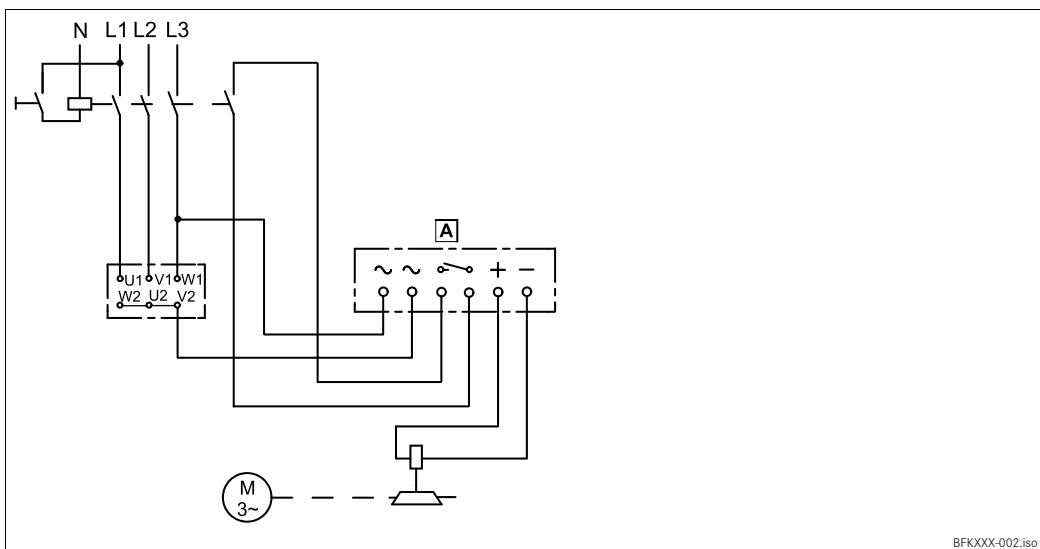 N L1 L2 L3
A
U1 V1 W1
W2 U2 V2
~ ~ + −
M
3~
BFKXXX-002.iso